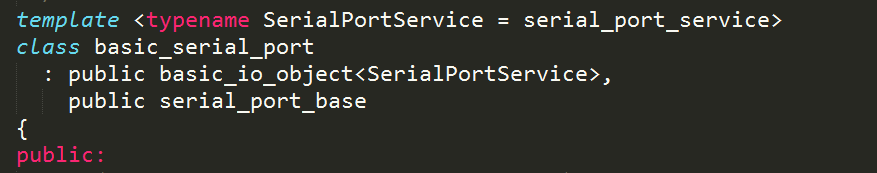 template <typename SerialPortService = serial_port_service>
class basic_serial_port
  : public basic_io_object<SerialPortService>,
    public serial_port_base
{
public: